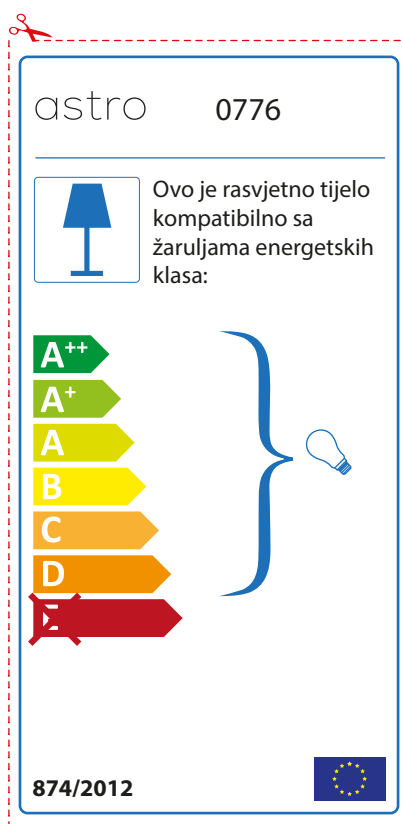 astro 0776
Ovo je rasvjetno tijelo
kompatibilno sa
žaruljama energetskih
klasa:
A++
A+
A
B
C
D
E
874/2012